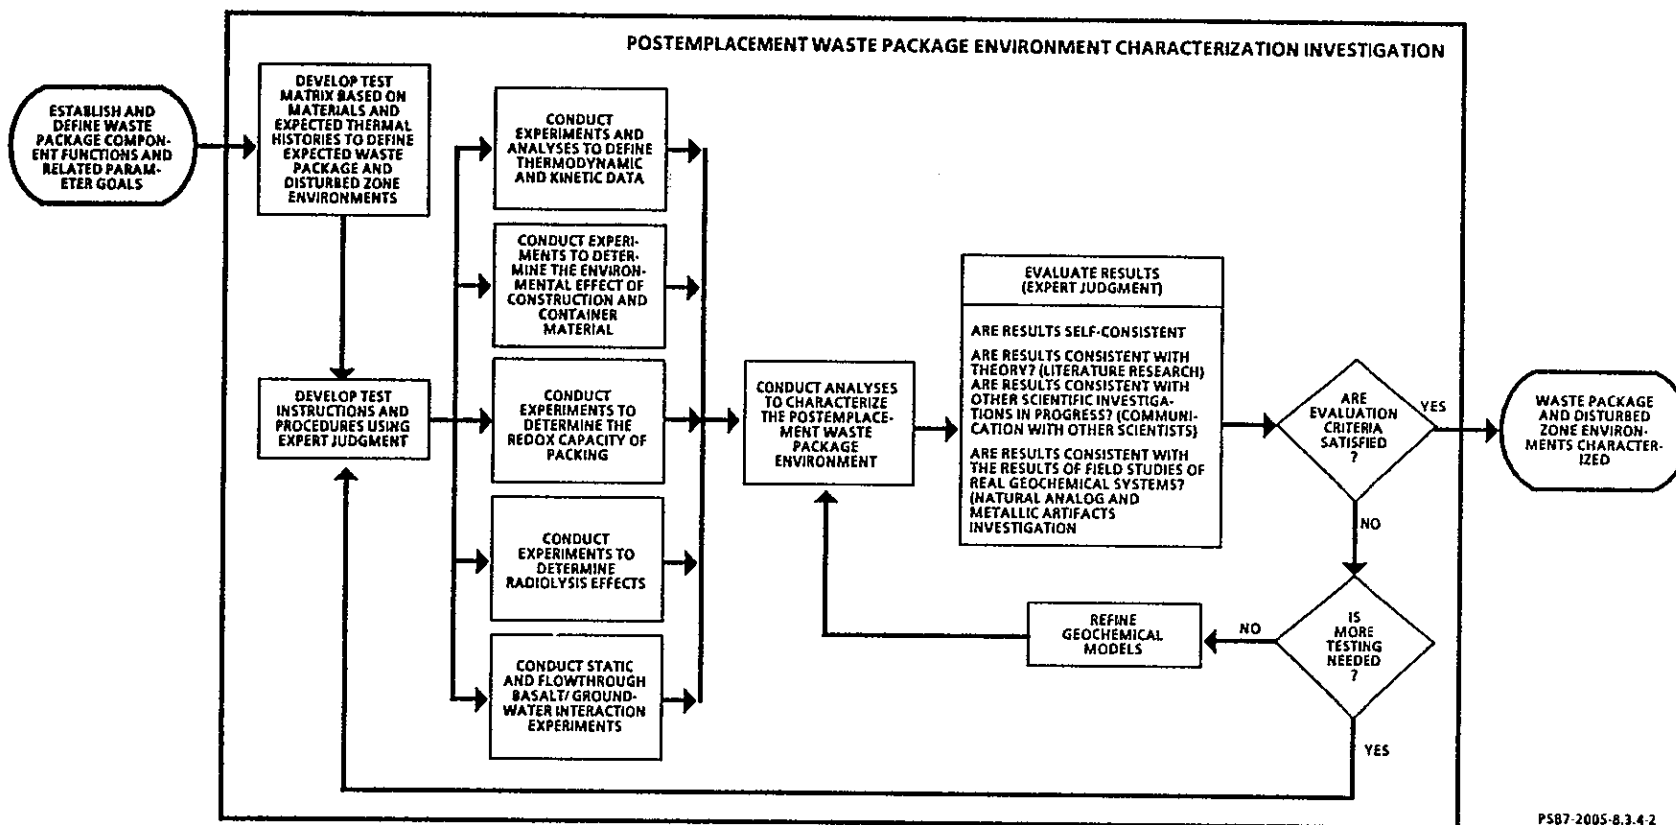 POSTEMPLACEMENT WASTE PACKAGE ENVIRONMENT CHARACTERIZATION INVESTIGATION
ESTABLISH AND
DEFINE WASTE
PACKAGE COMPON-
ENT FUNCTIONS AND
RELATED PARAM-
ETER GOALS
DEVELOP TEST
MATRIX BASED ON
MATERIALS AND
EXPECTED THERMAL
HISTORIES TO DEFINE
EXPECTED WASTE
PACKAGE AND
DISTURBED ZONE
ENVIRONMENTS
DEVELOP TEST
INSTRUCTIONS AND
PROCEDURES USING
EXPERT JUDGMENT
CONDUCT
EXPERIMENTS AND
ANALYSES TO DEFINE
THERMODYNAMIC
AND KINETIC DATA
CONDUCT EXPERI-
MENTS TO DETER-
MINE THE ENVIRON-
MENTAL EFFECT OF
CONSTRUCTION AND
CONTAINER
MATERIAL
CONDUCT
EXPERIMENTS TO
DETERMINE THE
REDOX CAPACITY OF
PACKING
CONDUCT
EXPERIMENTS TO
DETERMINE
RADIOLYSIS EFFECTS
CONDUCT STATIC
AND FLOWTHROUGH
BASALT/GROUND-
WATER INTERACTION
EXPERIMENTS
CONDUCT ANALYSES
TO CHARACTERIZE
THE POSTEMPLACE-
MENT WASTE
PACKAGE
ENVIRONMENT
EVALUATE RESULTS
(EXPERT JUDGMENT)
ARE RESULTS SELF-CONSISTENT
ARE RESULTS CONSISTENT WITH
THEORY? (LITERATURE RESEARCH)
ARE RESULTS CONSISTENT WITH
OTHER SCIENTIFIC INVESTIGA-
TIONS IN PROGRESS? (COMMUNI-
CATION WITH OTHER SCIENTISTS)
ARE RESULTS CONSISTENT WITH
THE RESULTS OF FIELD STUDIES OF
REAL GEOCHEMICAL SYSTEMS?
(NATURAL ANALOG AND
METALLIC ARTIFACTS
INVESTIGATION
ARE
EVALUATION
CRITERIA
SATISFIED
?
YES
WASTE PACKAGE
AND DISTURBED
ZONE ENVIRON-
MENTS CHARACTER-
IZED
NO
IS
MORE
TESTING
NEEDED
?
NO
REFINE
GEOCHEMICAL
MODELS
YES
PS87-2005-8.3.4-2